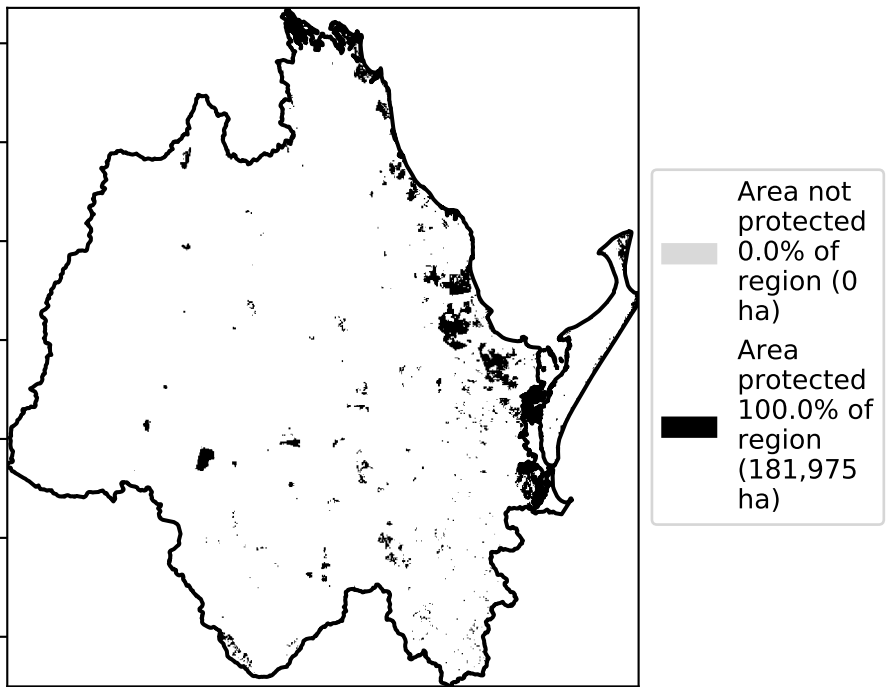 Area not
protected
0.0% of
region (0
ha)
Area
protected
100.0% of
region
(181,975
ha)